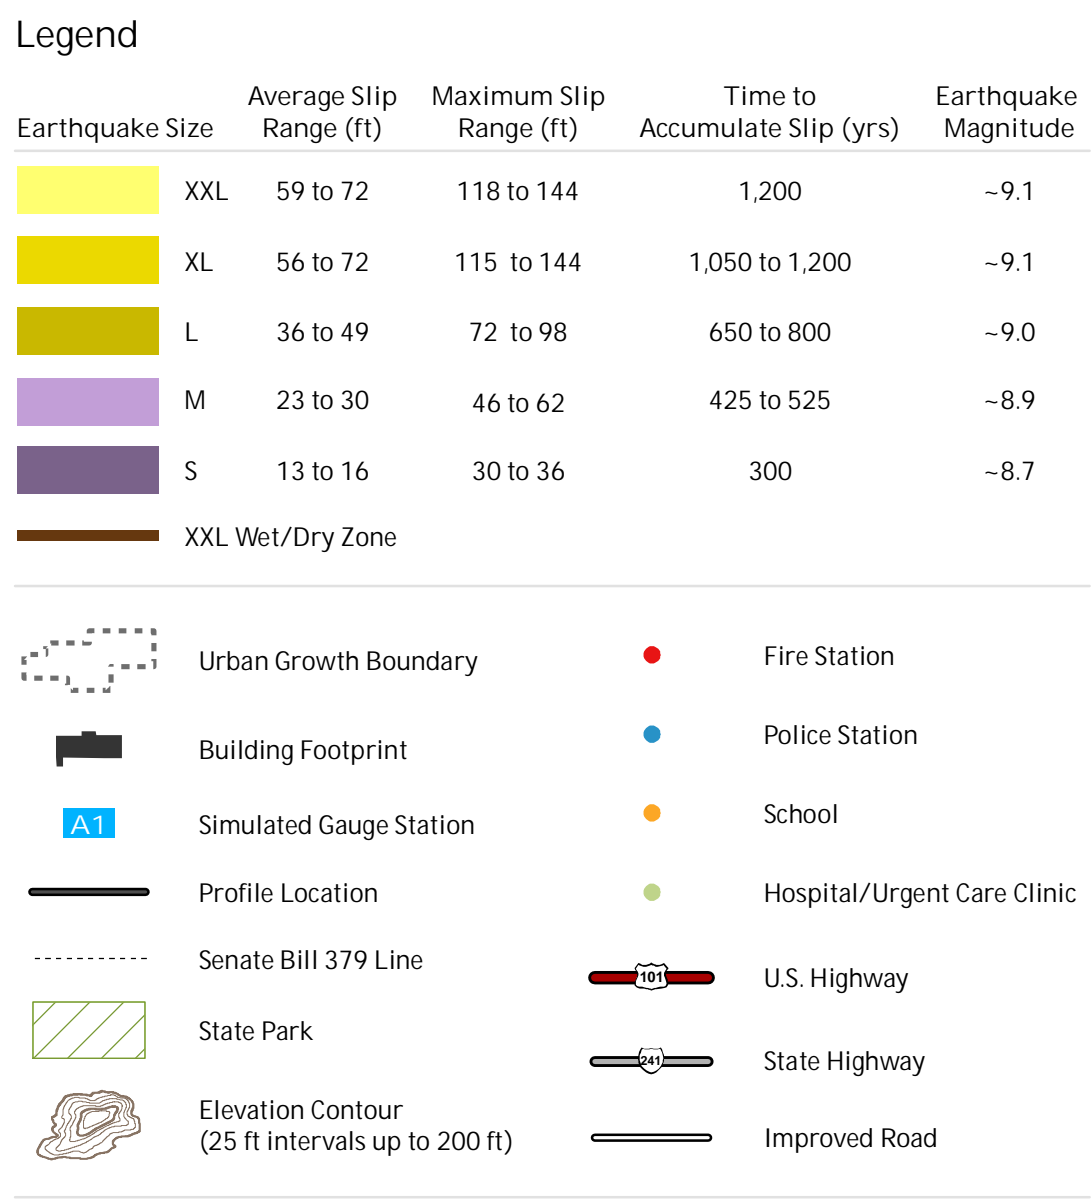 Legend
Average Slip Maximum Slip Time to Earthquake
Earthquake Size Range (ft) Range (ft) Accumulate Slip (yrs) Magnitude
XXL 59 to 72 118 to 144 1,200 ~9.1
XL 56 to 72 115 to 144 1,050 to 1,200 ~9.1
L 36 to 49 72 to 98 650 to 800 ~9.0
M 23 to 30 46 to 62 425 to 525 ~8.9
S 13 to 16 30 to 36 300 ~8.7
XXL Wet/Dry Zone
Urban Growth Boundary
Building Footprint
A1 Simulated Gauge Station
Profile Location
Senate Bill 379 Line
State Park
Elevation Contour
(25 ft intervals up to 200 ft)
Fire Station
Police Station
School
Hospital/Urgent Care Clinic
101 U.S. Highway
241 State Highway
Improved Road